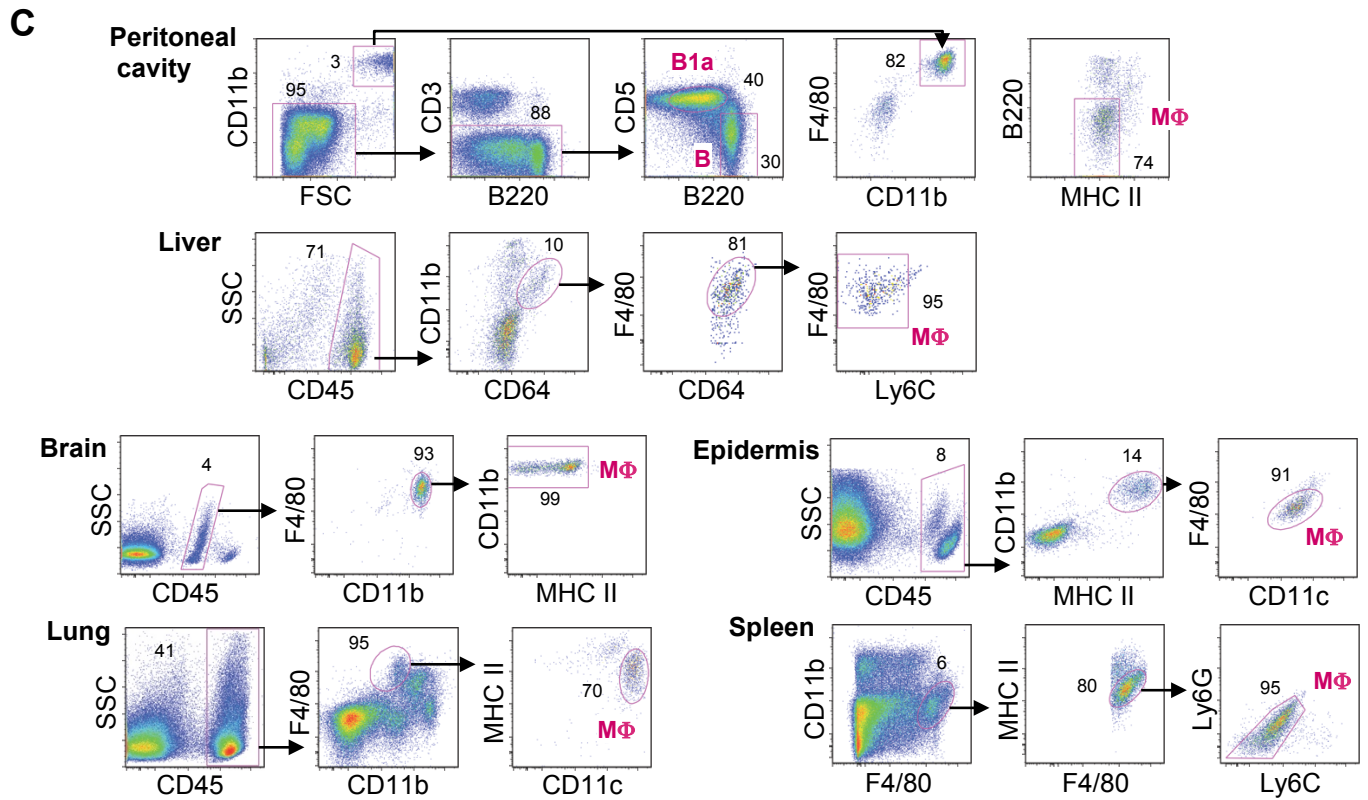 C
Peritoneal
cavity
CD11b
3
95
FSC
CD3
88
B220
CD5
B1a
40
B
30
B220
F4/80
82
CD11b
B220
MΦ
74
MHC II
Liver
SSC
71
CD45
CD11b
10
CD64
F4/80
81
CD64
F4/80
95
MΦ
Ly6C
Brain
SSC
4
CD45
F4/80
93
CD11b
CD11b
MΦ
99
MHC II
Epidermis
SSC
8
CD45
CD11b
14
MHC II
F4/80
91
MΦ
CD11c
Lung
SSC
41
CD45
F4/80
95
CD11b
MHC II
70
MΦ
CD11c
Spleen
CD11b
6
F4/80
MHC II
80
F4/80
Ly6G
95
MΦ
Ly6C